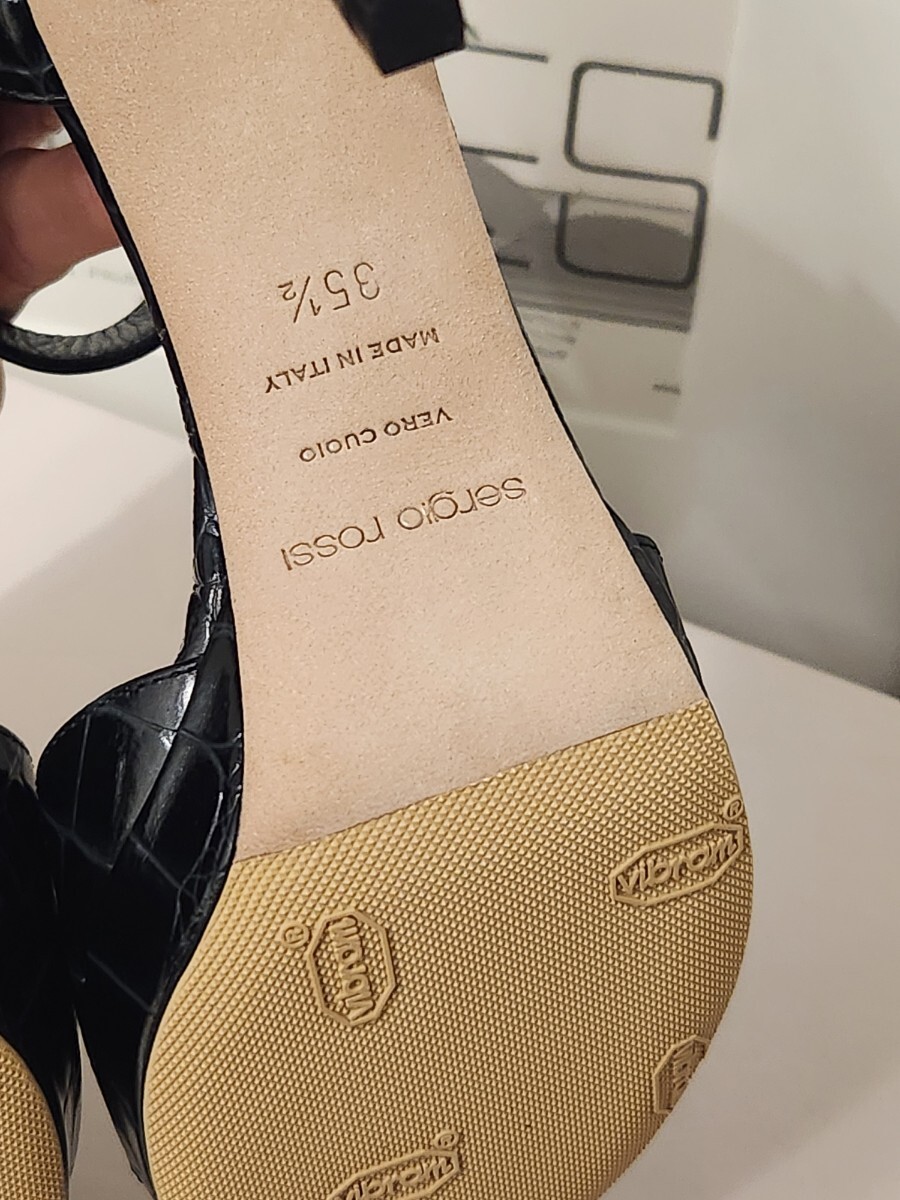 sergio rossi
VERO CUOIO
MADE IN ITALY
35½
vibram®
vibram®
vibram®